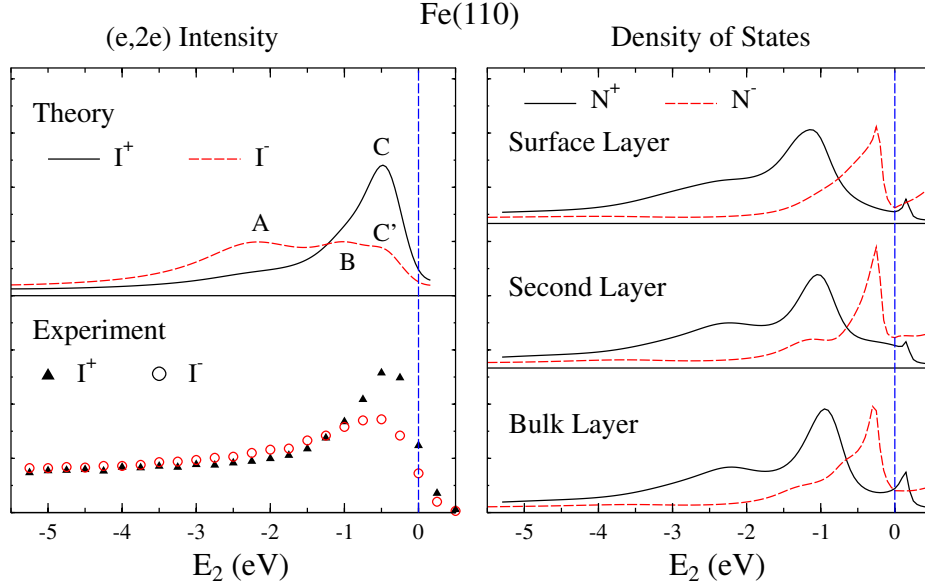 Fe(110)
(e,2e) Intensity
Density of States
Theory
I⁺ I⁻
C
A
B
C'
Experiment
I⁺ I⁻
-5 -4 -3 -2 -1 0
E₂ (eV)
N⁺ N⁻
Surface Layer
Second Layer
Bulk Layer
-5 -4 -3 -2 -1 0
E₂ (eV)